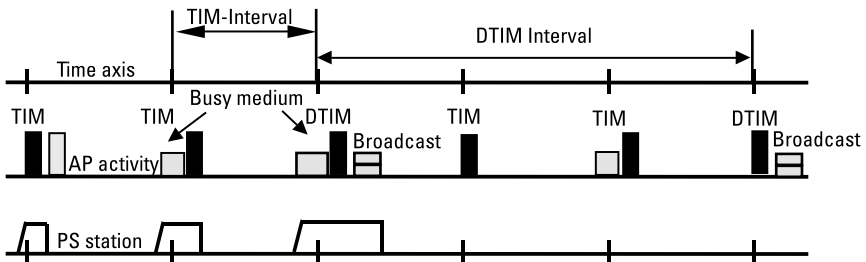 TIM-Interval
DTIM Interval
Time axis
Busy medium
TIM
TIM
DTIM
TIM
TIM
DTIM
Broadcast
Broadcast
AP activity
PS station